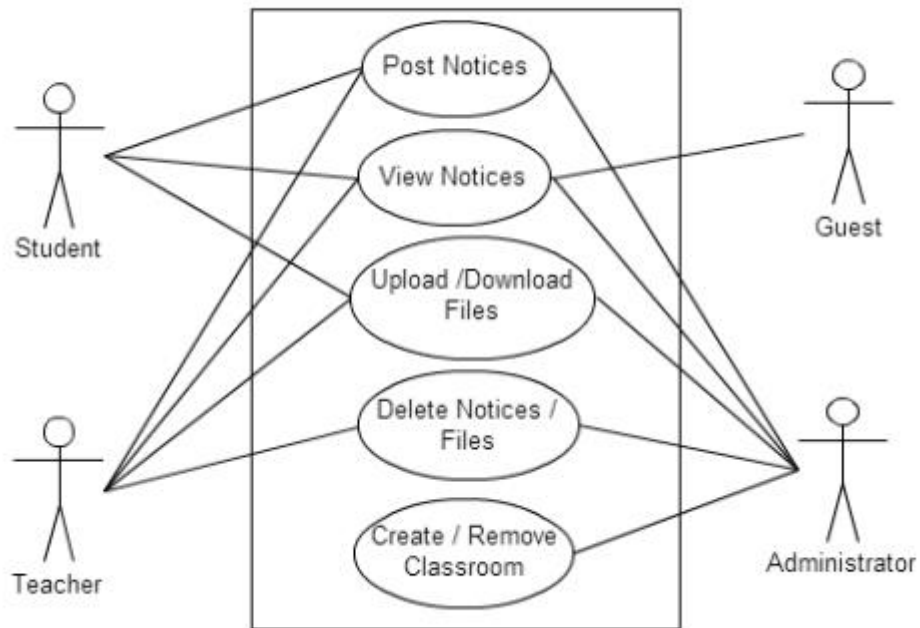 Post Notices
View Notices
Upload /Download
Files
Delete Notices /
Files
Create / Remove
Classroom
Student
Teacher
Guest
Administrator